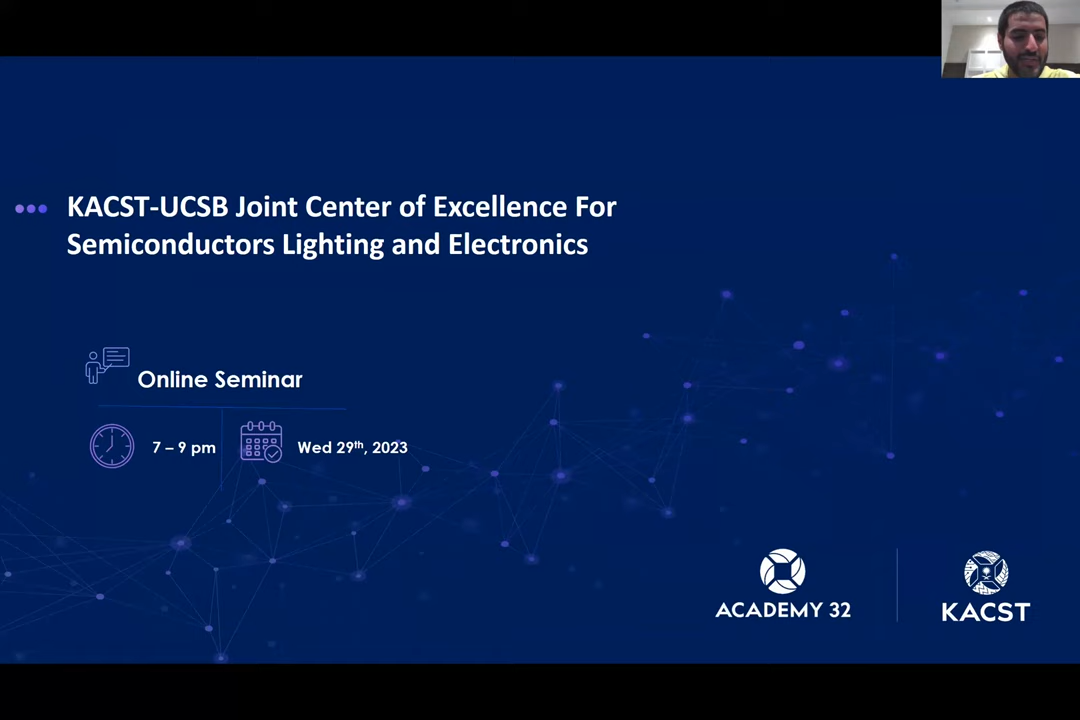 KACST-UCSB Joint Center of Excellence For
Semiconductors Lighting and Electronics
Online Seminar
7 – 9 pm
Wed 29th, 2023
ACADEMY 32
KACST